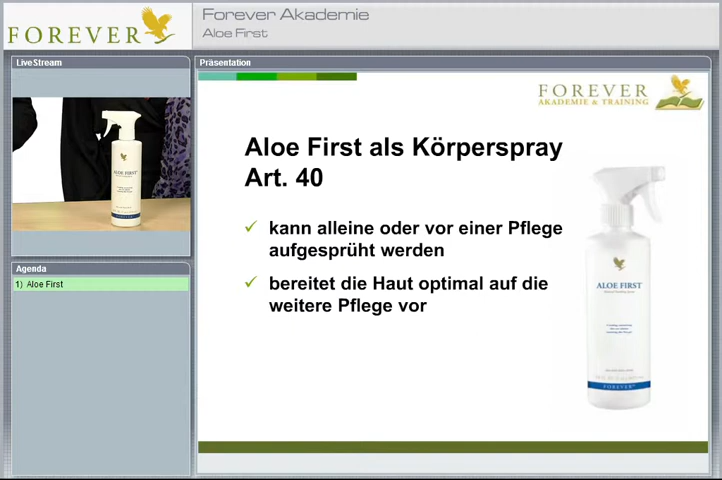 FOREVER
Forever Akademie
Aloe First
LiveStream
ALOE FIRST
FOREVER
Agenda
1) Aloe First
Präsentation
FOREVER
AKADEMIE & TRAINING
Aloe First als Körperspray
Art. 40
kann alleine oder vor einer Pflege
aufgesprüht werden
bereitet die Haut optimal auf die
weitere Pflege vor
ALOE FIRST
FOREVER